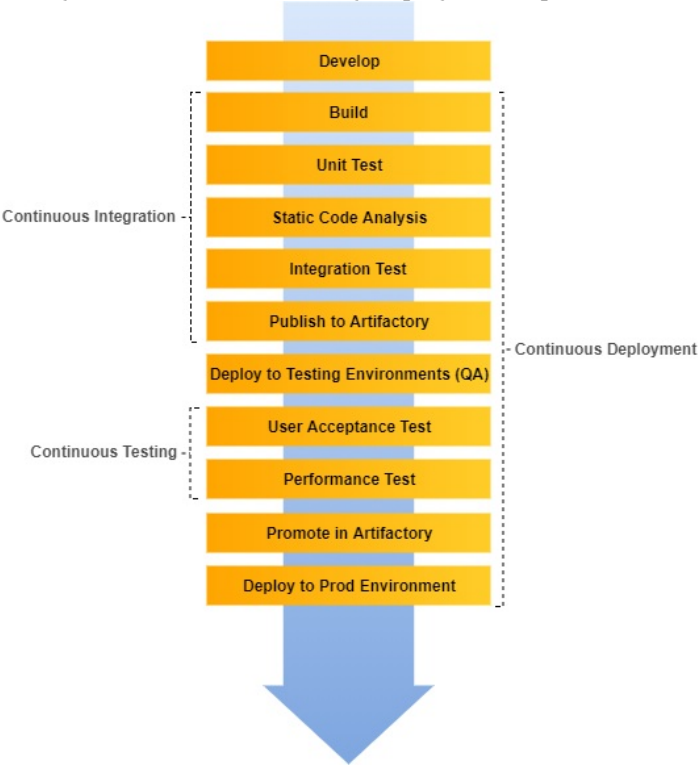 Develop
Build
Unit Test
Static Code Analysis
Continuous Integration
Integration Test
Publish to Artifactory
Continuous Deployment
Deploy to Testing Environments (QA)
User Acceptance Test
Continuous Testing
Performance Test
Promote in Artifactory
Deploy to Prod Environment